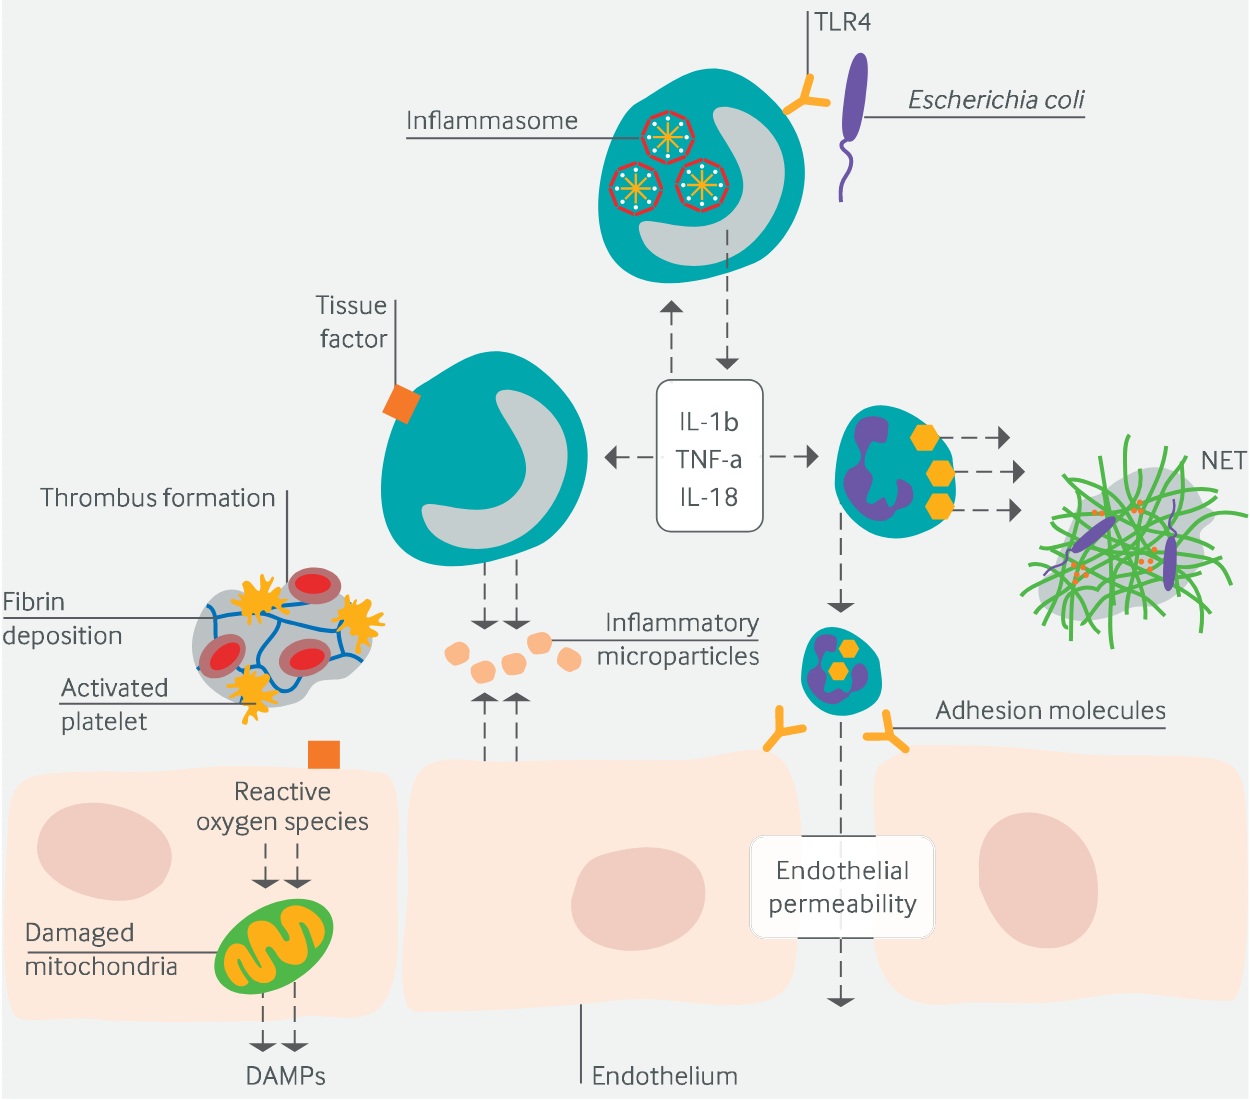 TLR4
Escherichia coli
Inflammasome
Tissue
factor
IL-1b
TNF-a
IL-18
NET
Thrombus formation
Fibrin
deposition
Inflammatory
microparticles
Activated
platelet
Adhesion molecules
Reactive
oxygen species
Endothelial
permeability
Damaged
mitochondria
DAMPs
Endothelium